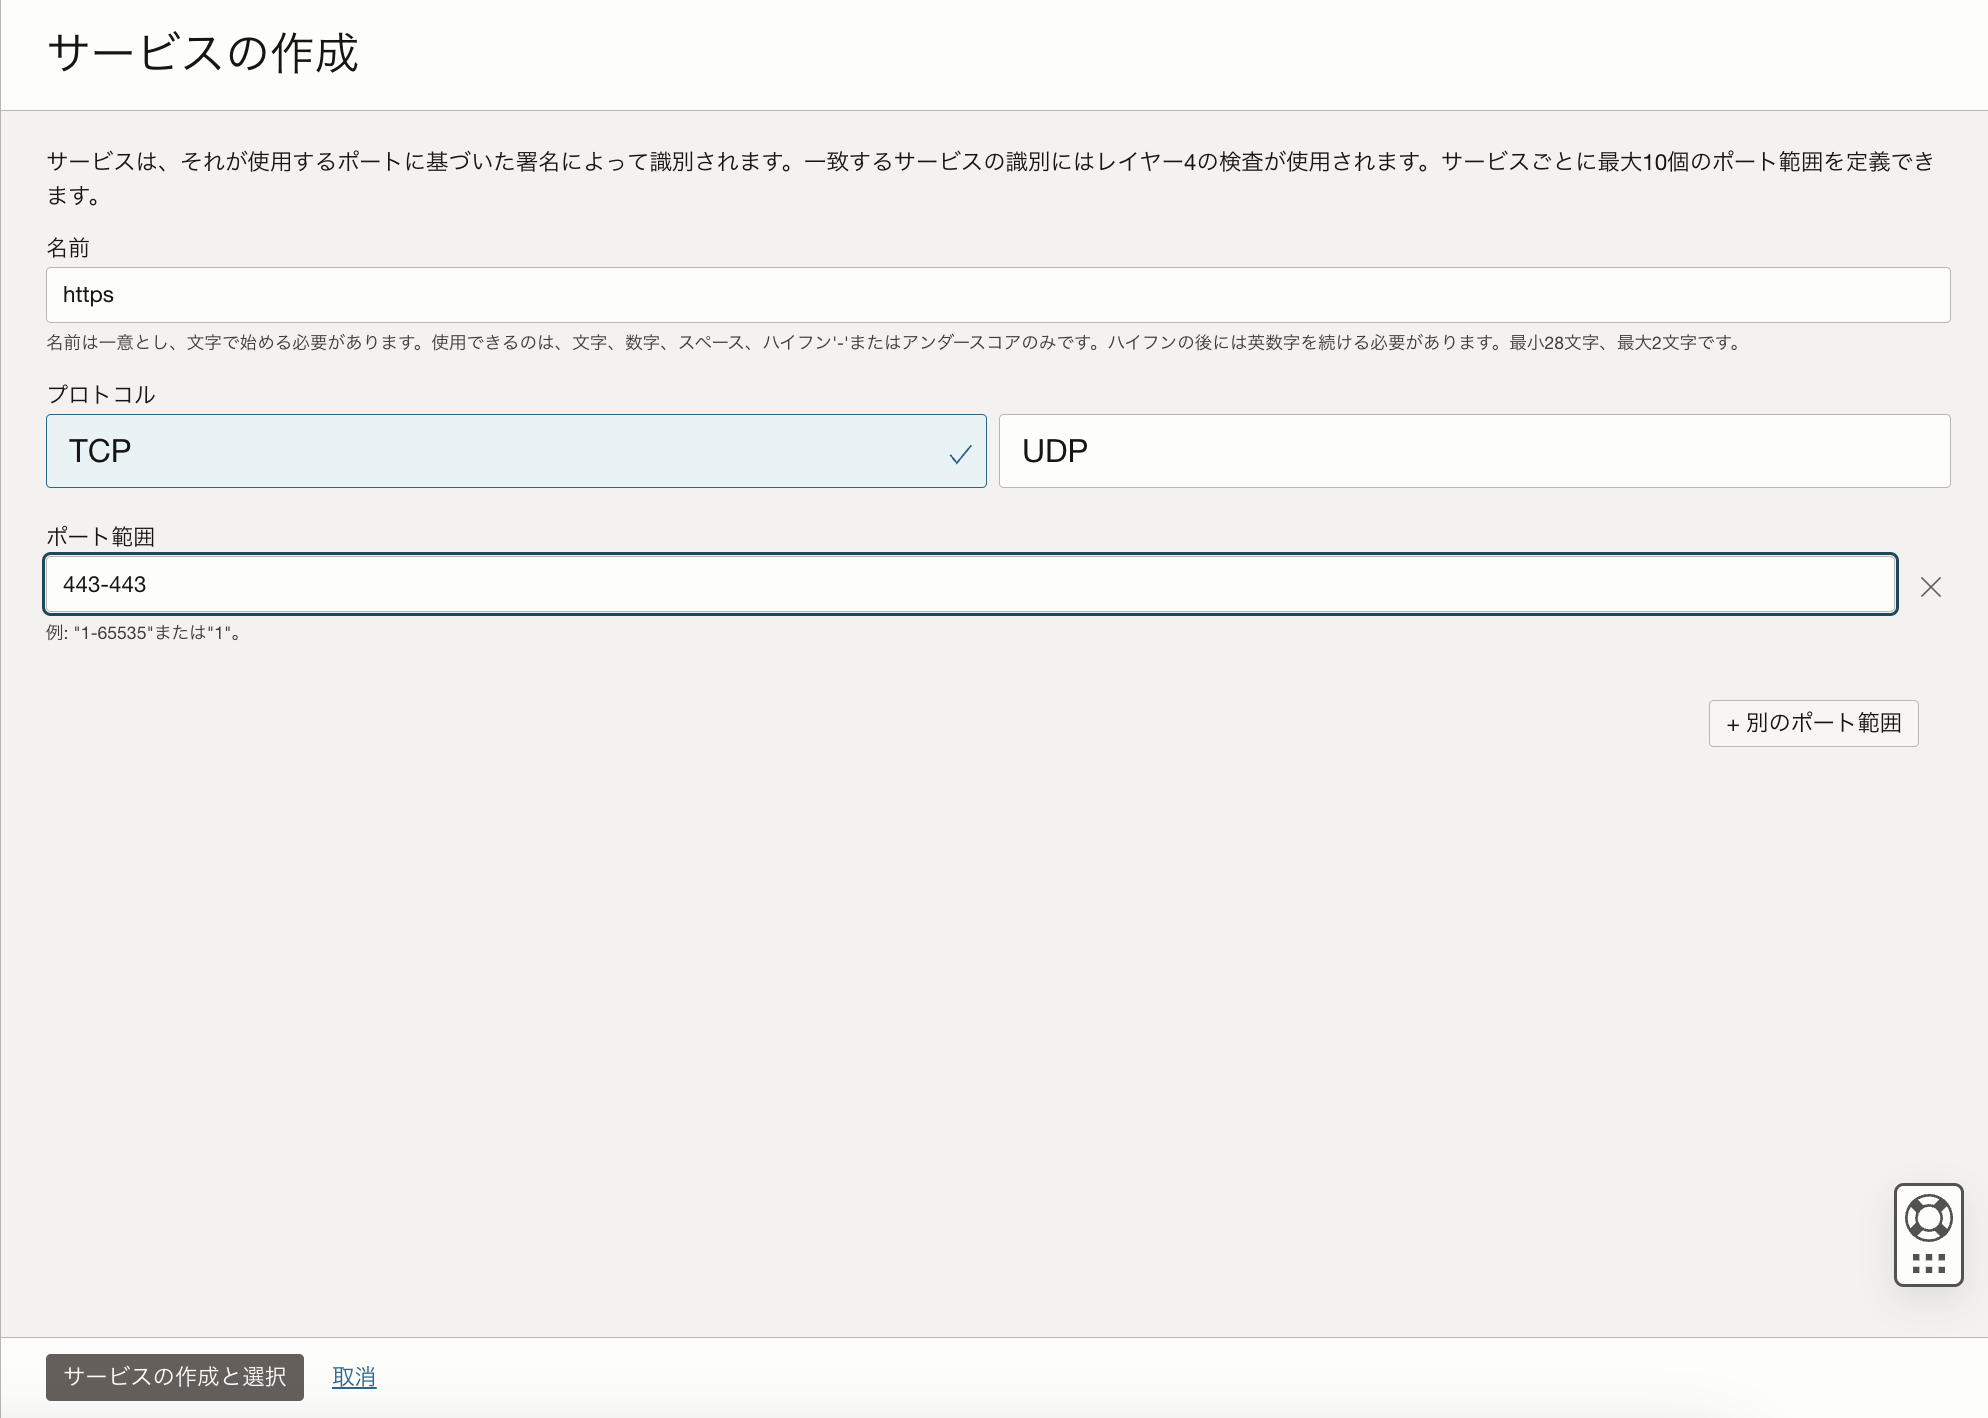 サービスの作成
サービスは、それが使用するポートに基づいた署名によって識別されます。一致するサービスの識別にはレイヤー4の検査が使用されます。サービスごとに最大10個のポート範囲を定義でき
ます。
名前
https
名前は一意とし、文字で始める必要があります。使用できるのは、文字、数字、スペース、ハイフン'-'またはアンダースコアのみです。ハイフンの後には英数字を続ける必要があります。最小28文字、最大2文字です。
プロトコル
TCP
UDP
ポート範囲
443-443
例: "1-65535"または"1"。
+ 別のポート範囲
サービスの作成と選択
取消